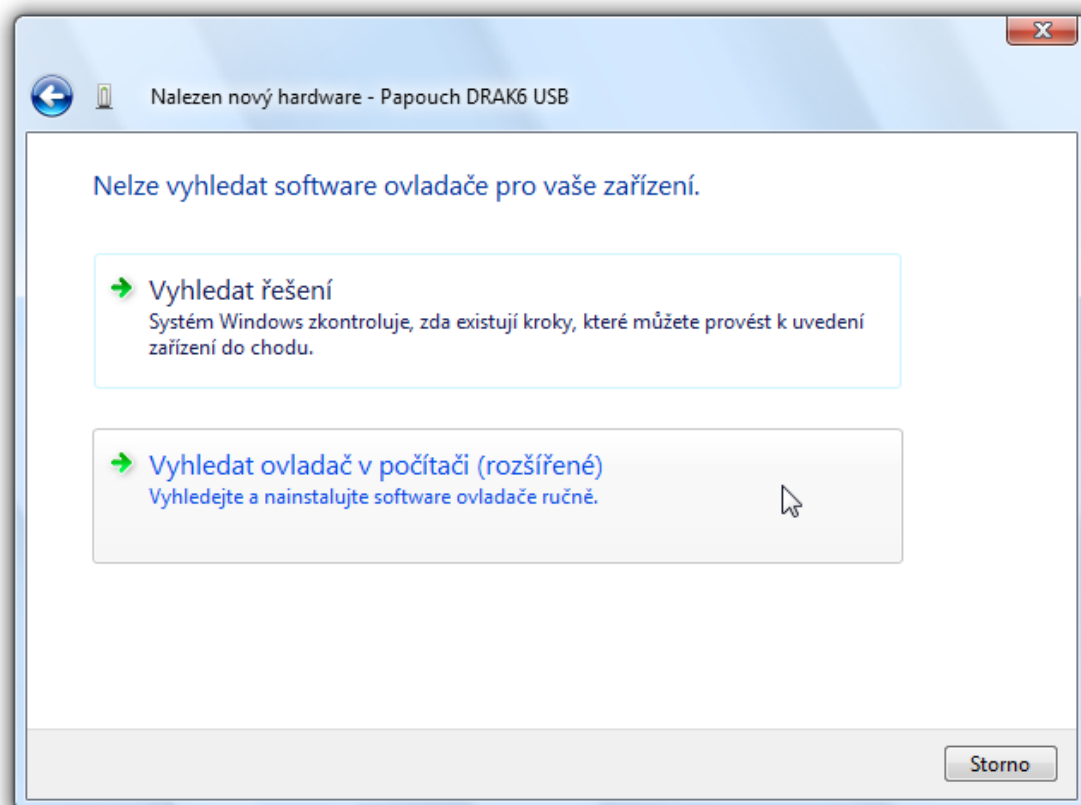 Nalezen nový hardware - Papouch DRAK6 USB
Nelze vyhledat software ovladače pro vaše zařízení.
Vyhledat řešení
Systém Windows zkontroluje, zda existují kroky, které můžete provést k uvedení
zařízení do chodu.
Vyhledat ovladač v počítači (rozšířené)
Vyhledejte a nainstalujte software ovladače ručně.
Storno